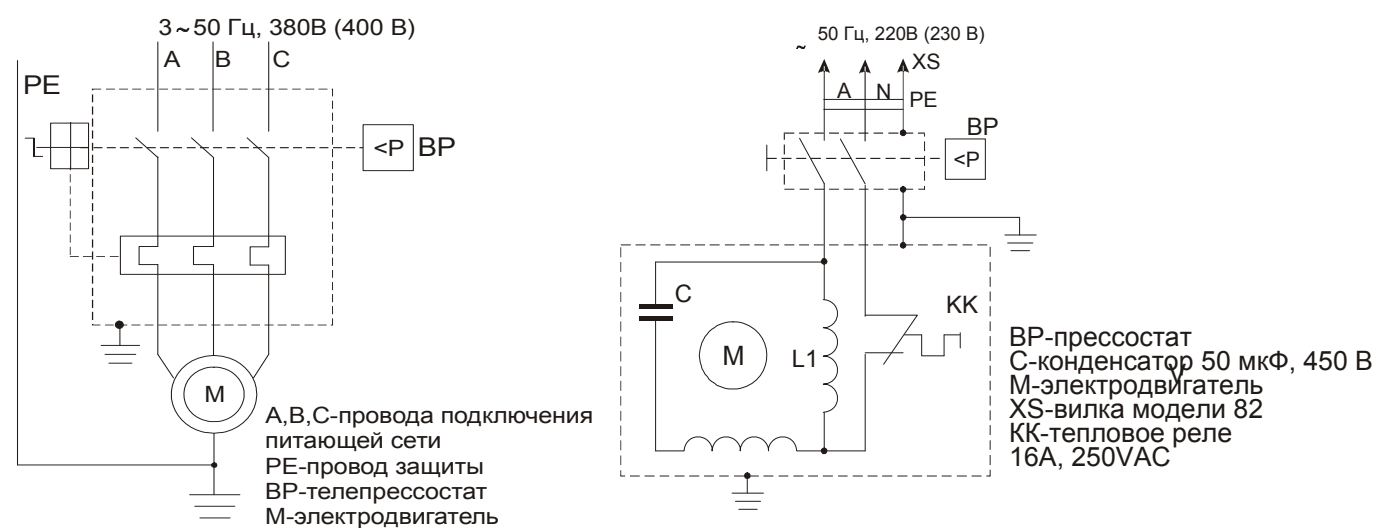 3~50 Гц, 380В (400 В)
A B C
PE
<P BP
M
A,B,C-провода подключения
питающей сети
PE-провод защиты
BP-телепрессостат
М-электродвигатель
~ 50 Гц, 220В (230 В)
XS
A N PE
BP
<P
C
KK
M L1
BP-прессостат
С-конденсатор 50 мкФ, 450 В
V
М-электродвигатель
XS-вилка модели 82
КК-тепловое реле
16А, 250VAC